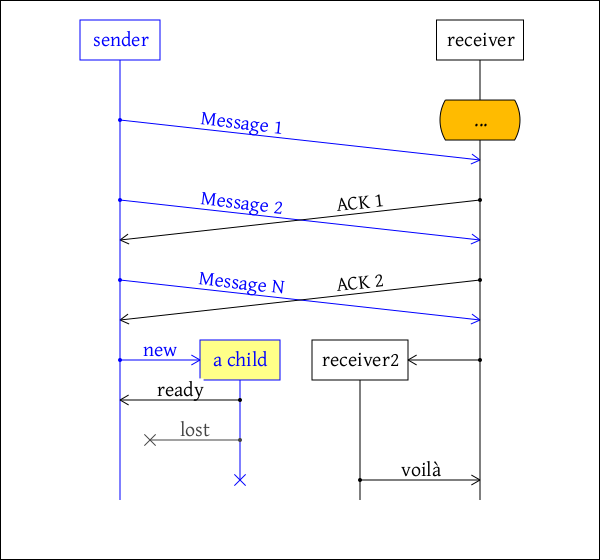 sender
receiver
...
Message 1
Message 2
ACK 1
Message N
ACK 2
new
a child
receiver2
ready
lost
voilà